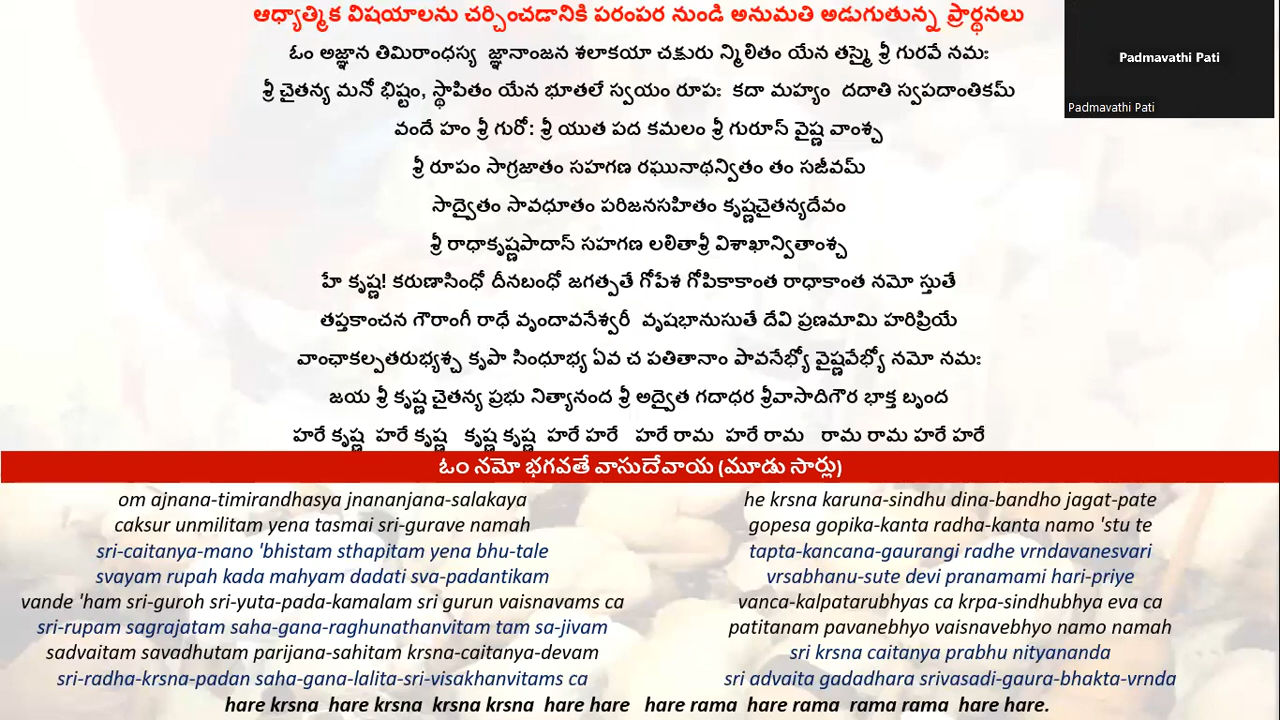 ఆధ్యాత్మిక విషయాలను చర్చించడానికి పరంపర నుండి అనుమతి అడుగుతున్న ప్రార్థనలు
Padmavathi Pati
Padmavathi Pati
ఓం అజ్ఞాన తిమిరాంధస్య జ్ఞానాంజన శలాకయా చక్షురు న్మిలితం యేన తస్మై శ్రీ గురవే నమః
శ్రీ చైతన్య మనో భిష్టం, స్థాపితం యేన భూతలే స్వయం రూపః కదా మహ్యం దదాతి స్వపదాంతికమ్
వందే హం శ్రీ గురో: శ్రీ యుత పద కమలం శ్రీ గురూస్ వైష్ణ వాంశ్చ
శ్రీ రూపం సాగ్రజాతం సహగణ రఘునాథన్వితం తం సజీవమ్
సాద్వైతం సావధూతం పరిజనసహితం కృష్ణచైతన్యదేవం
శ్రీ రాధాకృష్ణపాదాస్ సహగణ లలితాశ్రీ విశాఖాన్వితాంశ్చ
హే కృష్ణ! కరుణాసింధో దీనబంధో జగత్పతే గోపేశ గోపికాకాంత రాధాకాంత నమో స్తుతే
తప్తకాంచన గౌరాంగీ రాధే వృందావనేశ్వరీ వృషభానుసుతే దేవి ప్రణమామి హరిప్రియే
వాంఛాకల్పతరుభ్యశ్చ కృపా సింధూభ్య ఏవ చ పతితానాం పావనేభ్యో వైష్ణవేభ్యో నమో నమః
జయ శ్రీ కృష్ణ చైతన్య ప్రభు నిత్యానంద శ్రీ అద్వైత గదాధర శ్రీవాసాదిగౌర భాక్త బృంద
హరే కృష్ణ హరే కృష్ణ కృష్ణ కృష్ణ హరే హరే హరే రామ హరే రామ రామ రామ హరే హరే
ఓం నమో భగవతే వాసుదేవాయ (మూడు సార్లు)
om ajnana-timirandhasya jnananjana-salakaya
caksur unmilitam yena tasmai sri-gurave namah
sri-caitanya-mano 'bhistam sthapitam yena bhu-tale
svayam rupah kada mahyam dadati sva-padantikam
vande 'ham sri-guroh sri-yuta-pada-kamalam sri gurun vaisnavams ca
sri-rupam sagrajatam saha-gana-raghunathanvitam tam sa-jivam
sadvaitam savadhutam parijana-sahitam krsna-caitanya-devam
sri-radha-krsna-padan saha-gana-lalita-sri-visakhanvitams ca
he krsna karuna-sindhu dina-bandho jagat-pate
gopesa gopika-kanta radha-kanta namo 'stu te
tapta-kancana-gaurangi radhe vrndavanesvari
vrsabhanu-sute devi pranamami hari-priye
vanca-kalpatarubhyas ca krpa-sindhubhya eva ca
patitanam pavanebhyo vaisnavebhyo namo namah
sri krsna caitanya prabhu nityananda
sri advaita gadadhara srivasadi-gaura-bhakta-vrnda
hare krsna hare krsna krsna krsna hare hare hare rama hare rama rama rama hare hare.